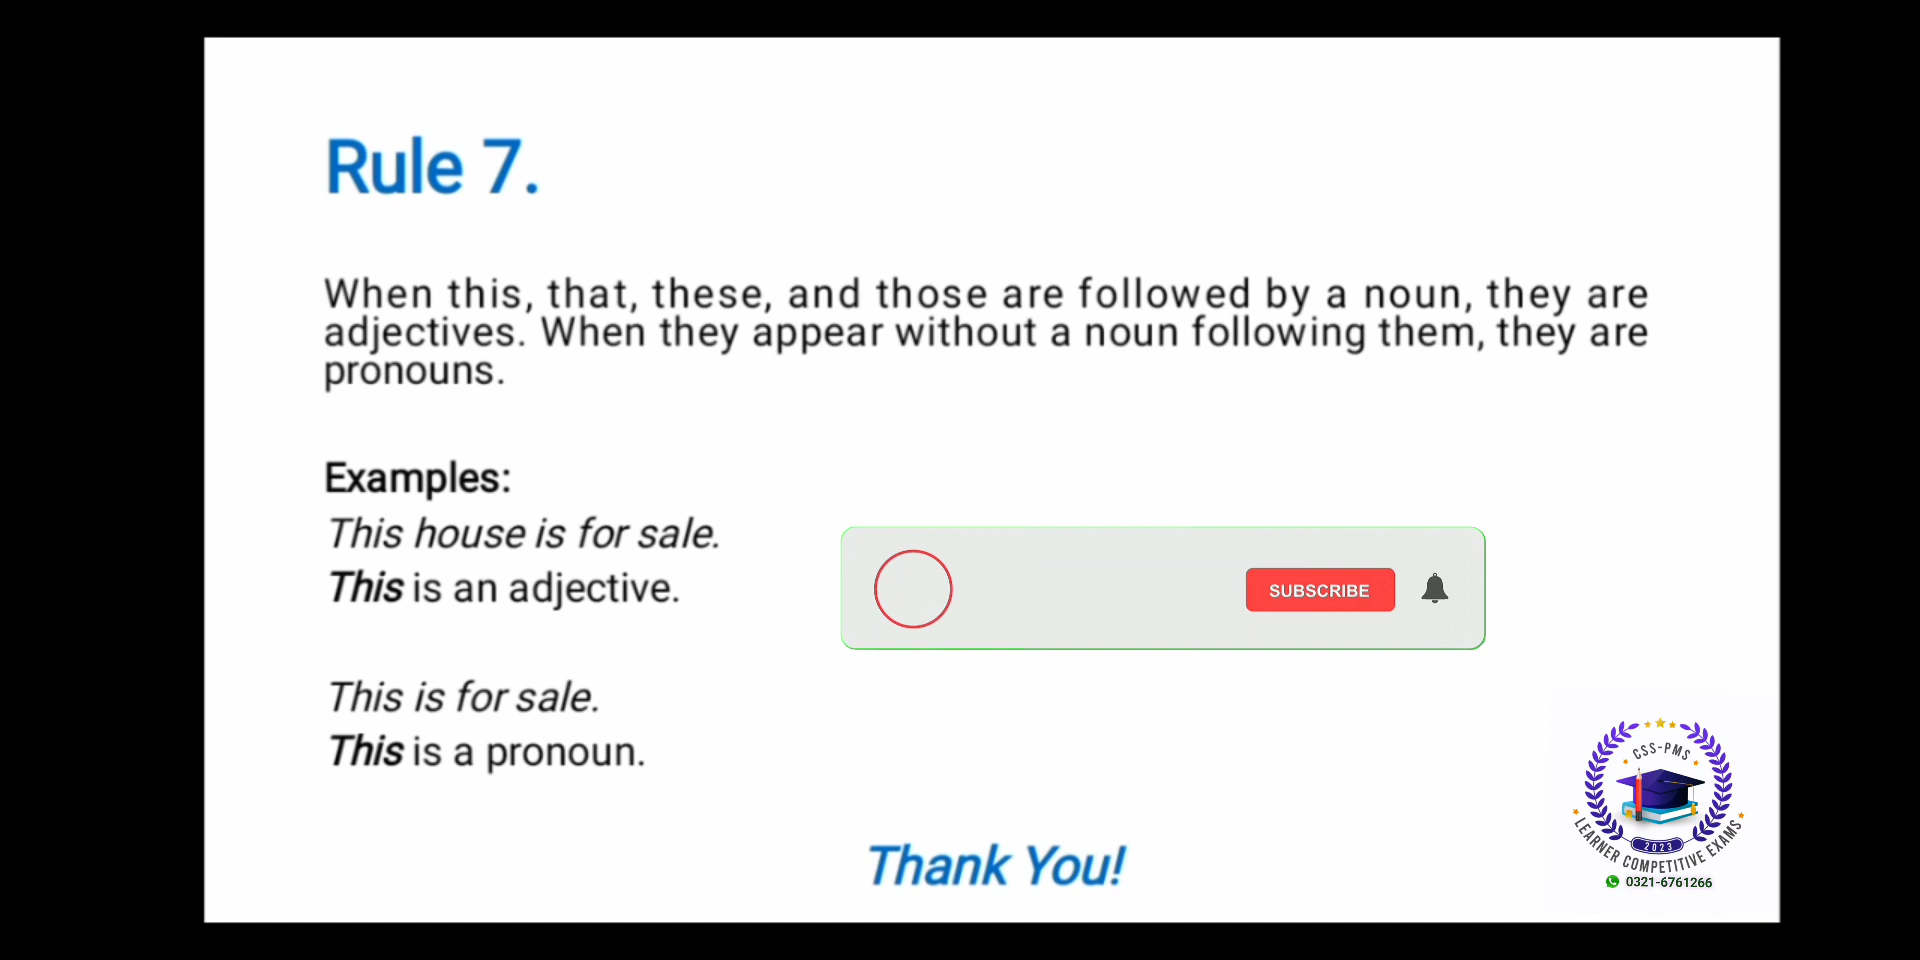 Rule 7.
When this, that, these, and those are followed by a noun, they are
adjectives. When they appear without a noun following them, they are
pronouns.
Examples:
This house is for sale.
This is an adjective.
SUBSCRIBE
This is for sale.
This is a pronoun.
Thank You!
CSS-PMS
2023
LEARNER COMPETITIVE EXAMS
0321-6761266